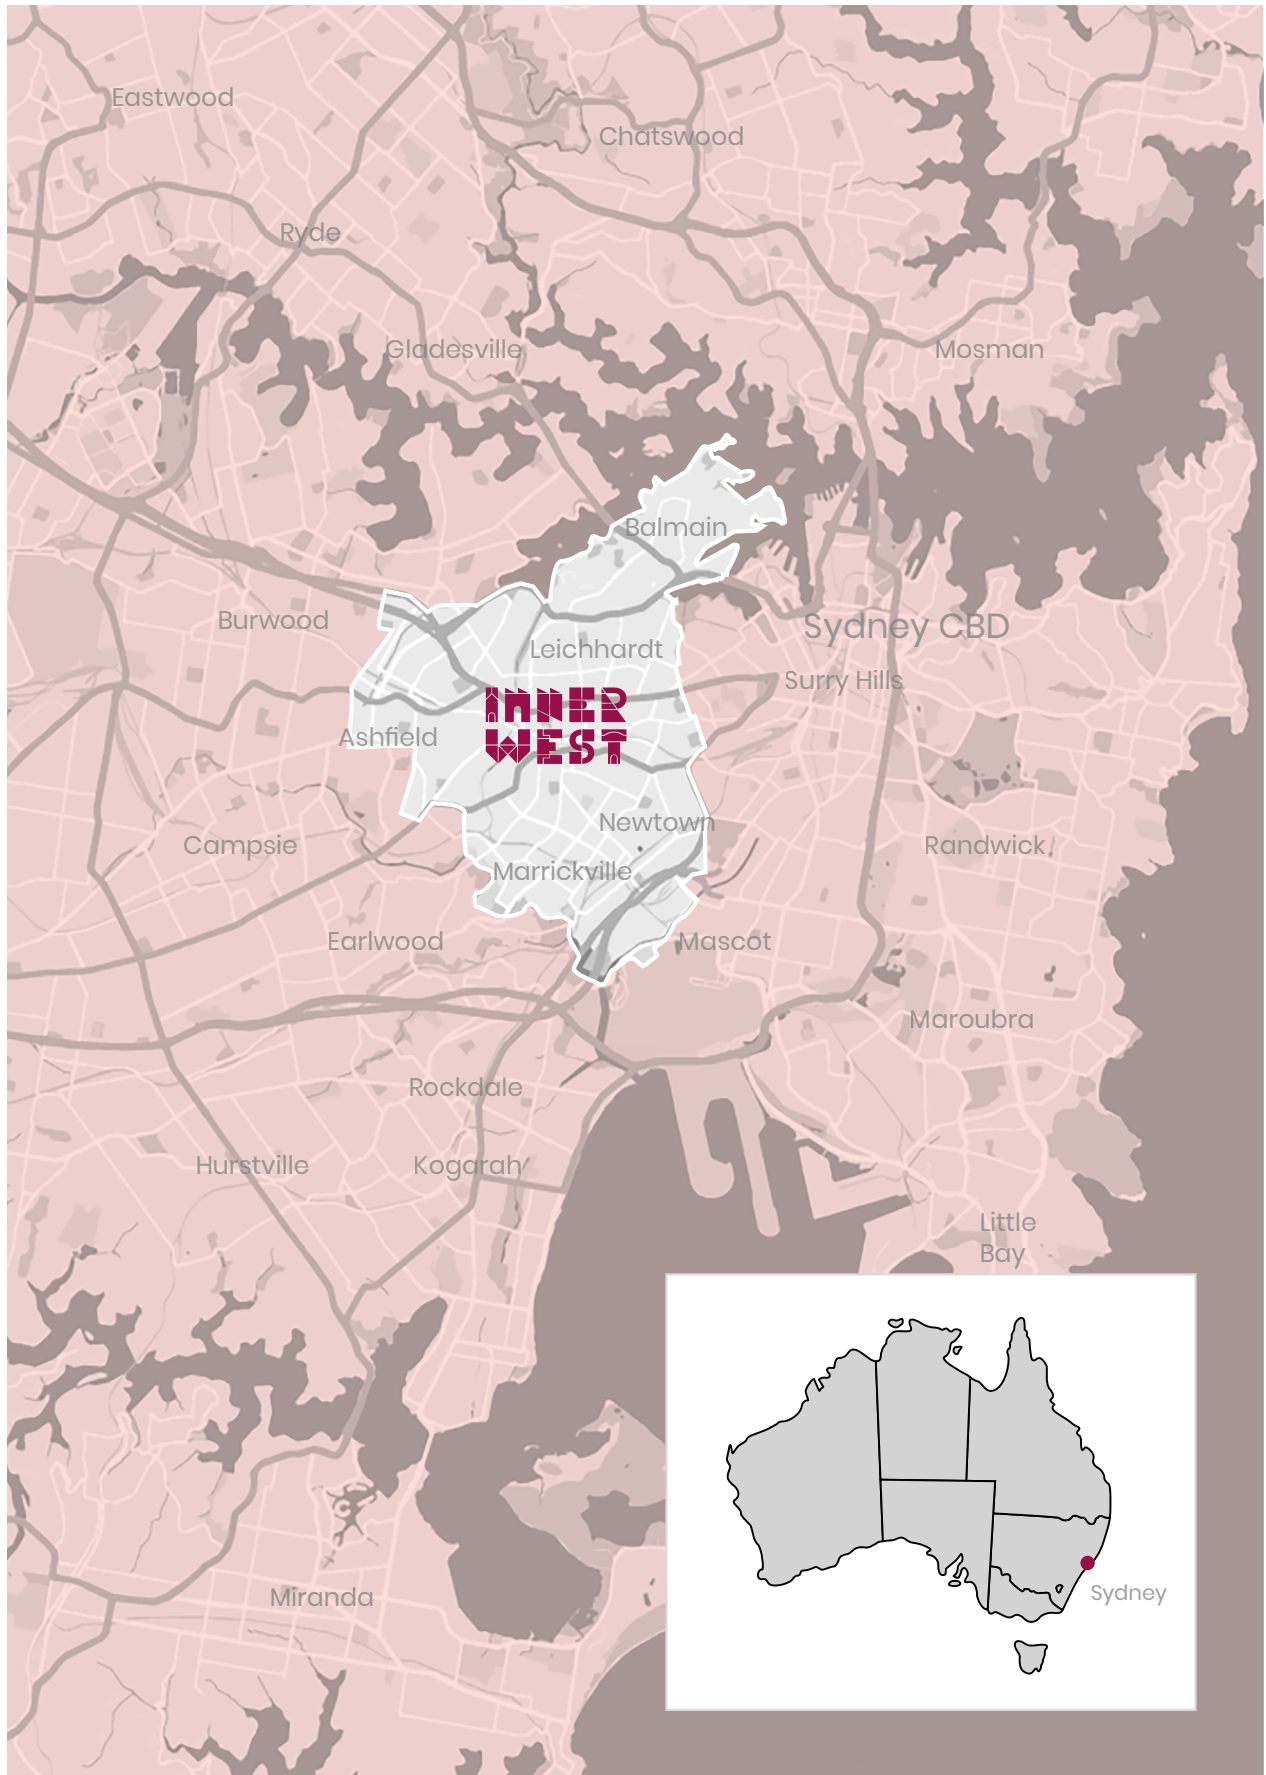 Eastwood
Chatswood
Ryde
Gladesville
Mosman
Balmain
Burwood
Sydney CBD
Leichhardt
Surry Hills
INNER
WEST
Ashfield
Newtown
Campsie
Randwick
Marrickville
Earlwood
Mascot
Maroubra
Rockdale
Hurstville
Kogarah
Little
Bay
Miranda
Sydney